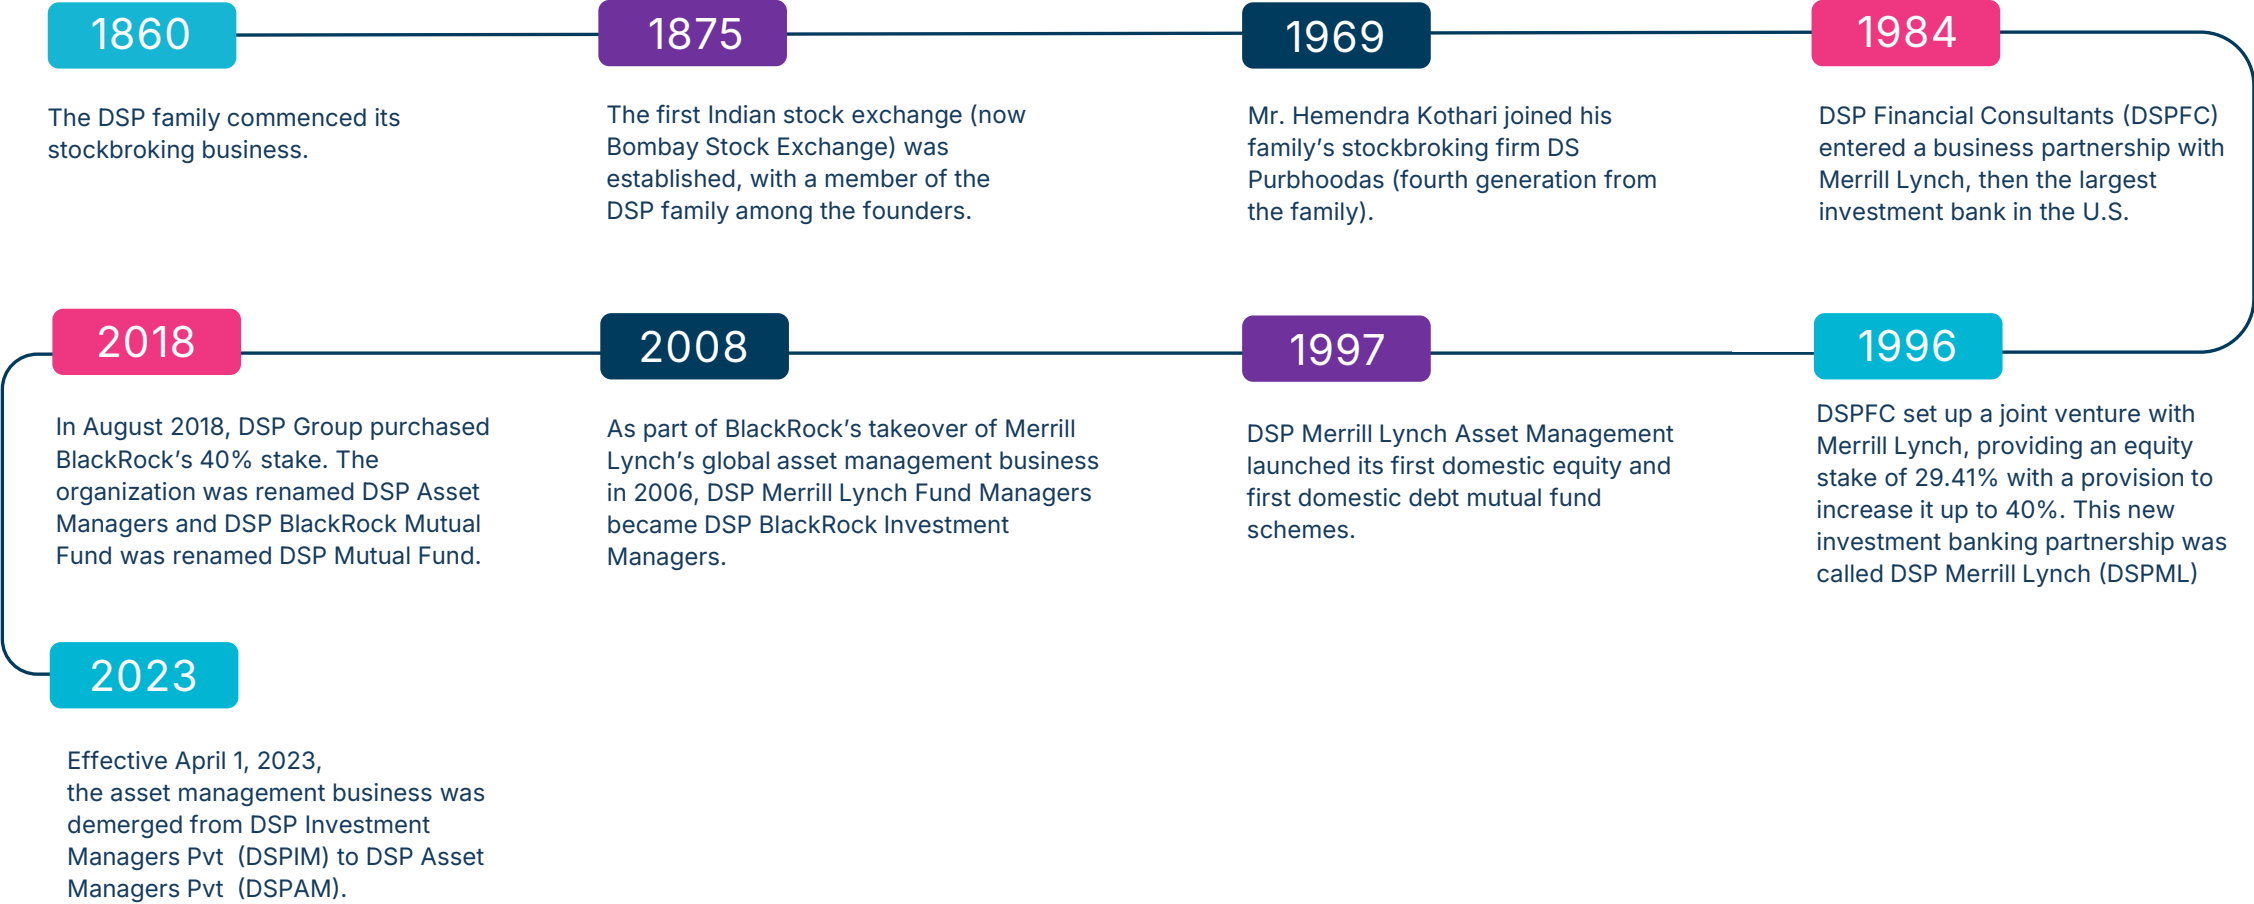 1860
The DSP family commenced its
stockbroking business.
1875
The first Indian stock exchange (now
Bombay Stock Exchange) was
established, with a member of the
DSP family among the founders.
1969
Mr. Hemendra Kothari joined his
family's stockbroking firm DS
Purbhoodas (fourth generation from
the family).
1984
DSP Financial Consultants (DSPFC)
entered a business partnership with
Merrill Lynch, then the largest
investment bank in the U.S.
1996
DSPFC set up a joint venture with
Merrill Lynch, providing an equity
stake of 29.41% with a provision to
increase it up to 40%. This new
investment banking partnership was
called DSP Merrill Lynch (DSPML)
1997
DSP Merrill Lynch Asset Management
launched its first domestic equity and
first domestic debt mutual fund
schemes.
2008
As part of BlackRock's takeover of Merrill
Lynch's global asset management business
in 2006, DSP Merrill Lynch Fund Managers
became DSP BlackRock Investment
Managers.
2018
In August 2018, DSP Group purchased
BlackRock's 40% stake. The
organization was renamed DSP Asset
Managers and DSP BlackRock Mutual
Fund was renamed DSP Mutual Fund.
2023
Effective April 1, 2023,
the asset management business was
demerged from DSP Investment
Managers Pvt (DSPIM) to DSP Asset
Managers Pvt (DSPAM).